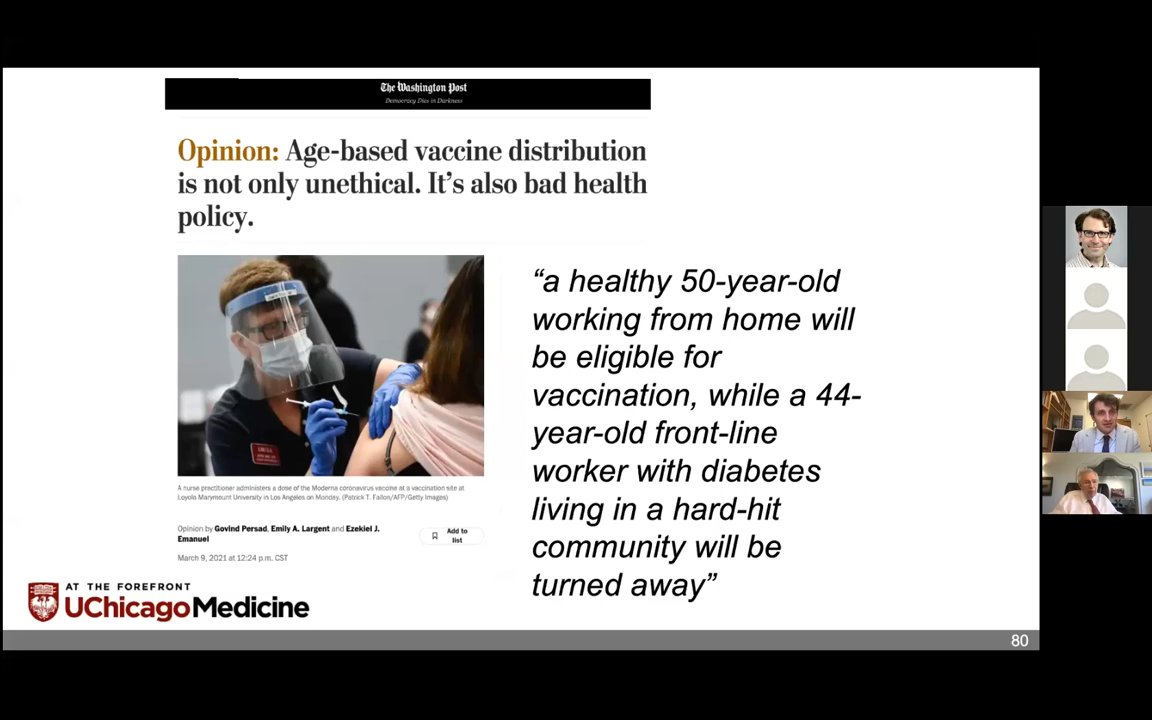 The Washington Post
Democracy Dies in Darkness
Opinion: Age-based vaccine distribution
is not only unethical. It's also bad health
policy.
A nurse practitioner administers a dose of the Moderna coronavirus vaccine at a vaccination site at
Loyola Marymount University in Los Angeles on Monday. (Patrick T. Fallon/AFP/Getty Images)
Opinion by Govind Persad, Emily A. Largent and Ezekiel J.
Emanuel
Add to
list
March 9, 2021 at 12:24 p.m. CST
“a healthy 50-year-old
working from home will
be eligible for
vaccination, while a 44-
year-old front-line
worker with diabetes
living in a hard-hit
community will be
turned away”
AT THE FOREFRONT
UChicagoMedicine
80